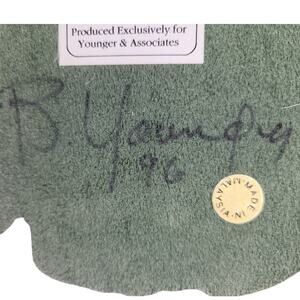 Produced Exclusively for
Younger & Associates
B Younger
96
MADE IN MALAYSIA